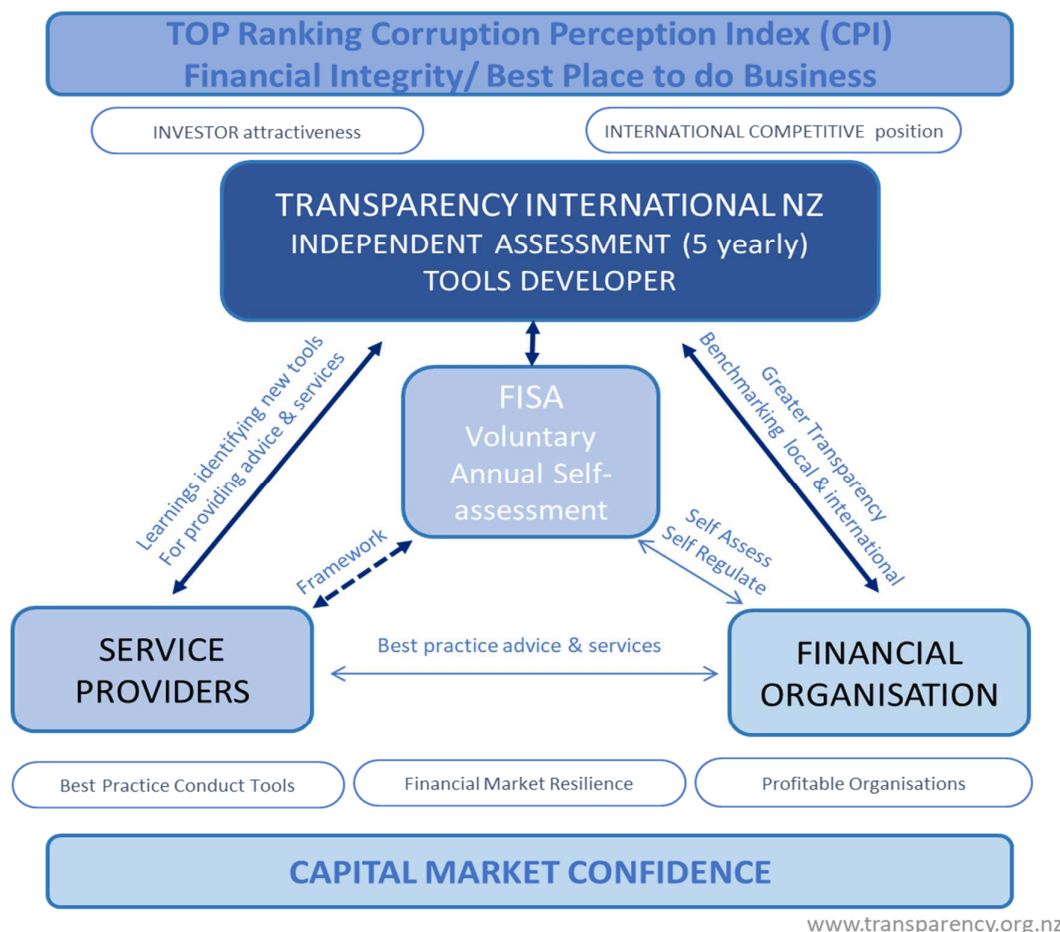 TOP Ranking Corruption Perception Index (CPI)
Financial Integrity/ Best Place to do Business
INVESTOR attractiveness
INTERNATIONAL COMPETITIVE position
TRANSPARENCY INTERNATIONAL NZ
INDEPENDENT ASSESSMENT (5 yearly)
TOOLS DEVELOPER
Learnings identifying new tools
For providing advice & services
FISA
Voluntary
Annual Self-
assessment
Greater Transparency
Benchmarking local & international
Framework
Self Assess
Self Regulate
SERVICE
PROVIDERS
Best practice advice & services
FINANCIAL
ORGANISATION
Best Practice Conduct Tools
Financial Market Resilience
Profitable Organisations
CAPITAL MARKET CONFIDENCE
www.transparency.org.nz